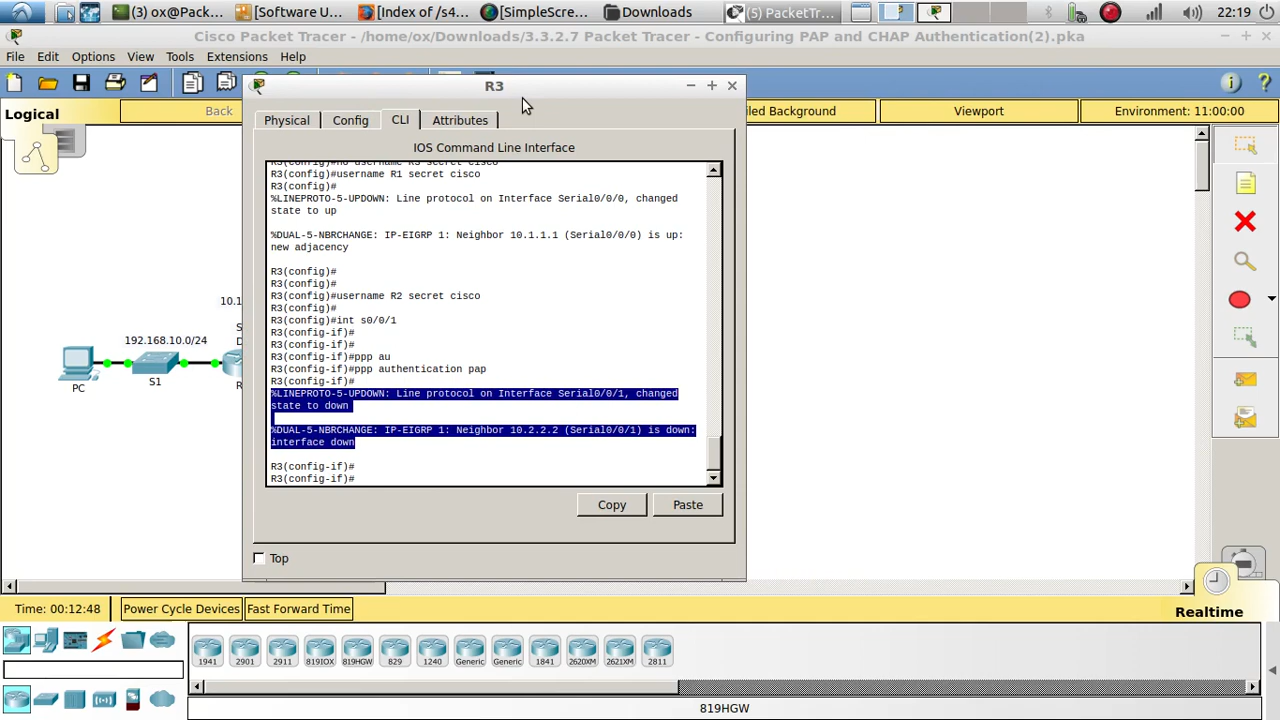 (3) ox@Pack...
[Software U...
[Index of /s4...
[SimpleScre...
Downloads
(5) PacketTr...
22:19
Cisco Packet Tracer - /home/ox/Downloads/3.3.2.7 Packet Tracer - Configuring PAP and CHAP Authentication(2).pka
File Edit Options View Tools Extensions Help
Logical
Back
led Background
Viewport
Environment: 11:00:00
R3
Physical
Config
CLI
Attributes
IOS Command Line Interface
R3(config)#no username R3 secret cisco
R3(config)#username R1 secret cisco
R3(config)#
%LINEPROTO-5-UPDOWN: Line protocol on Interface Serial0/0/0, changed
state to up
%DUAL-5-NBRCHANGE: IP-EIGRP 1: Neighbor 10.1.1.1 (Serial0/0/0) is up:
new adjacency
R3(config)#
R3(config)#
R3(config)#username R2 secret cisco
R3(config)#
R3(config)#int s0/0/1
R3(config-if)#
R3(config-if)#
R3(config-if)#ppp au
R3(config-if)#ppp authentication pap
R3(config-if)#
%LINEPROTO-5-UPDOWN: Line protocol on Interface Serial0/0/1, changed
state to down
%DUAL-5-NBRCHANGE: IP-EIGRP 1: Neighbor 10.2.2.2 (Serial0/0/1) is down:
interface down
R3(config-if)#
R3(config-if)#
Copy
Paste
Top
10.1
S
D
192.168.10.0/24
PC
S1
R
Time: 00:12:48
Power Cycle Devices
Fast Forward Time
Realtime
1941
2901
2911
819IOX
819HGW
829
1240
Generic
Generic
1841
2620XM
2621XM
2811
819HGW